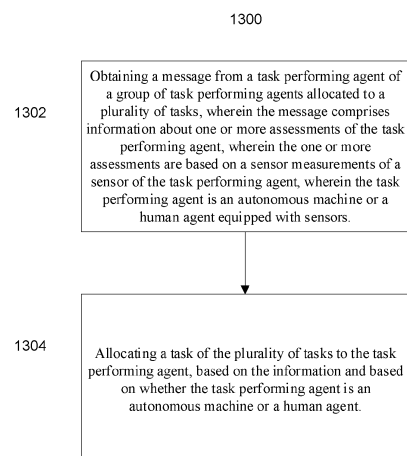 1300
1302
Obtaining a message from a task performing agent of
a group of task performing agents allocated to a
plurality of tasks, wherein the message comprises
information about one or more assessments of the task
performing agent, wherein the one or more
assessments are based on a sensor measurements of a
sensor of the task performing agent, wherein the task
performing agent is an autonomous machine or a
human agent equipped with sensors.
1304
Allocating a task of the plurality of tasks to the task
performing agent, based on the information and based
on whether the task performing agent is an
autonomous machine or a human agent.